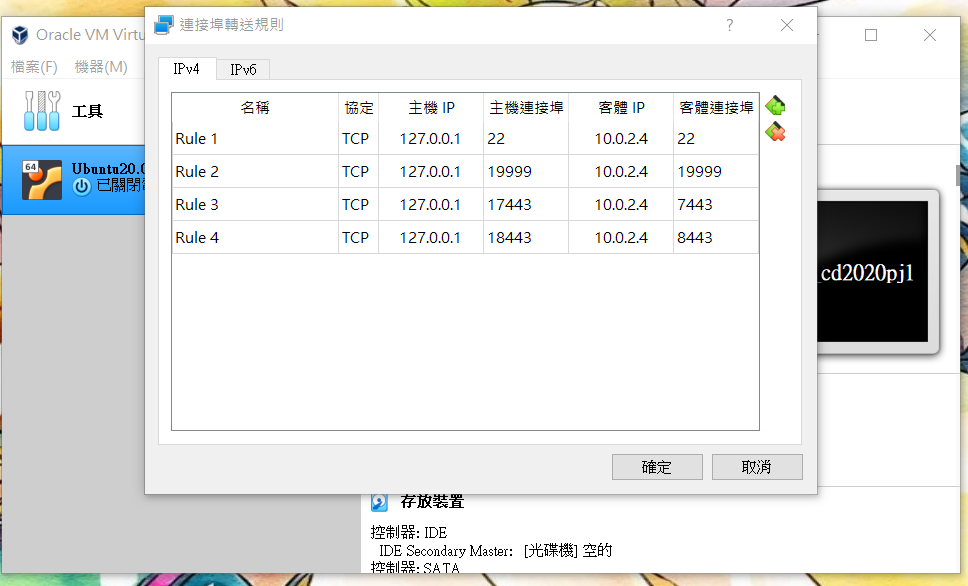 Oracle VM Virtu
連接埠轉送規則
?
檔案(F) 機器(M)
工具
64
Ubuntu20.0
已關閉
IPv4 IPv6
名稱 協定 主機 IP 主機連接埠 客體 IP 客體連接埠
Rule 1 TCP 127.0.0.1 22 10.0.2.4 22
Rule 2 TCP 127.0.0.1 19999 10.0.2.4 19999
Rule 3 TCP 127.0.0.1 17443 10.0.2.4 7443
Rule 4 TCP 127.0.0.1 18443 10.0.2.4 8443
_cd2020pj1
確定 取消
存放裝置
控制器: IDE
IDE Secondary Master: [光碟機] 空的
控制器: SATA